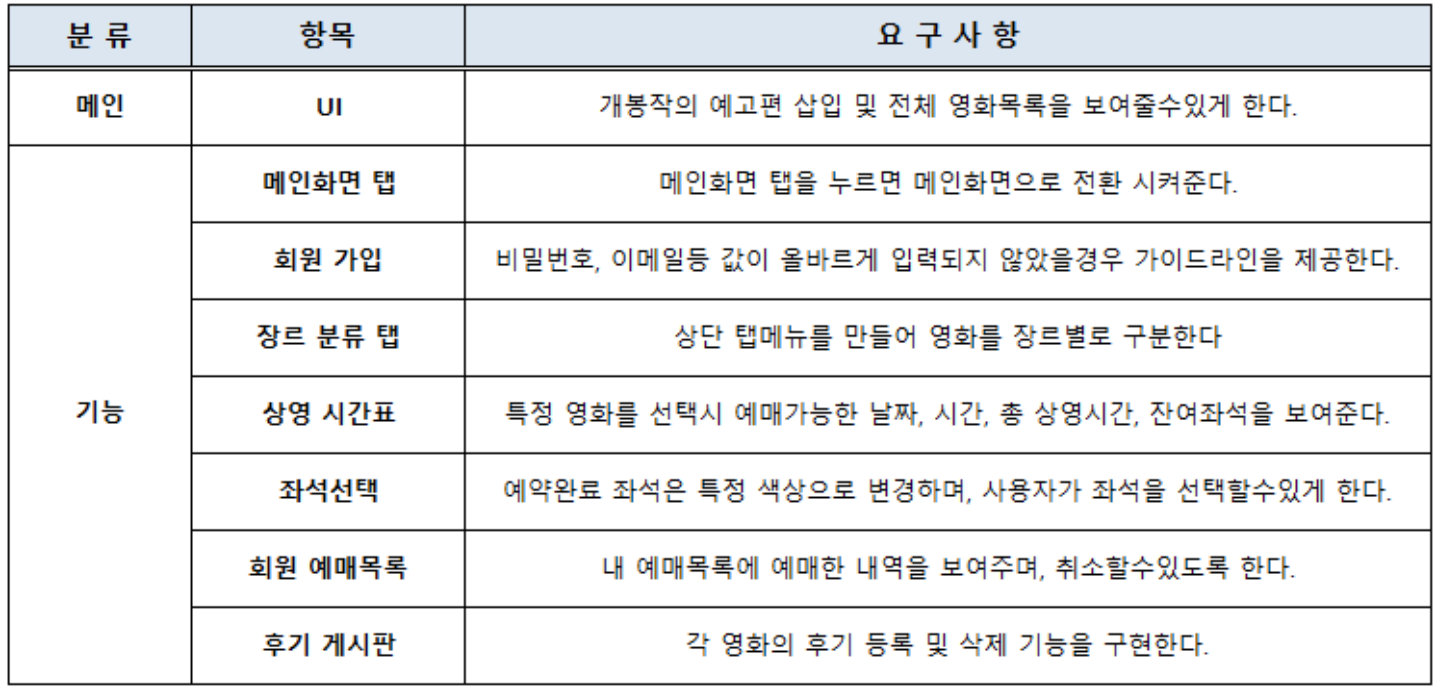 분 류 항목 요 구 사 항
메인 UI 개봉작의 예고편 삽입 및 전체 영화목록을 보여줄수있게 한다.
메인화면 탭 메인화면 탭을 누르면 메인화면으로 전환 시켜준다.
회원 가입 비밀번호, 이메일등 값이 올바르게 입력되지 않았을경우 가이드라인을 제공한다.
장르 분류 탭 상단 탭메뉴를 만들어 영화를 장르별로 구분한다
기능 상영 시간표 특정 영화를 선택시 예매가능한 날짜, 시간, 총 상영시간, 잔여좌석을 보여준다.
좌석선택 예약완료 좌석은 특정 색상으로 변경하며, 사용자가 좌석을 선택할수있게 한다.
회원 예매목록 내 예매목록에 예매한 내역을 보여주며, 취소할수있도록 한다.
후기 게시판 각 영화의 후기 등록 및 삭제 기능을 구현한다.